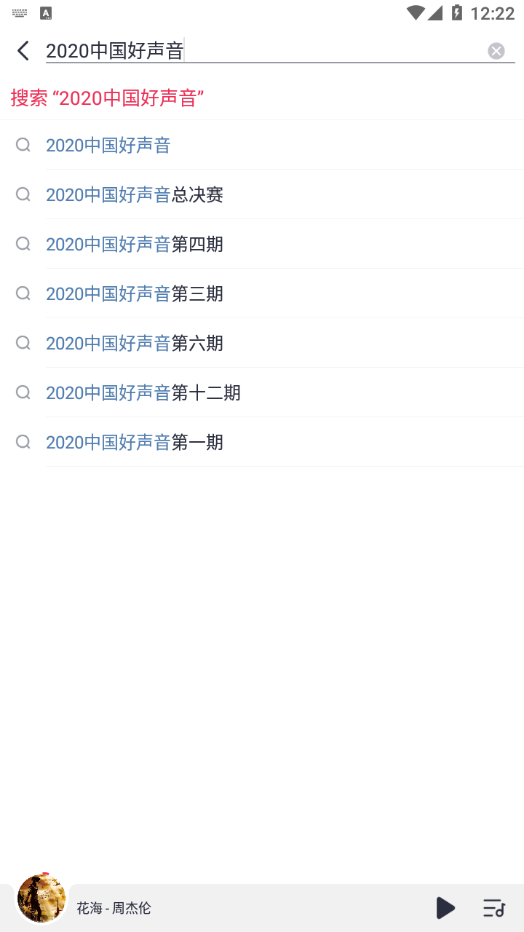 12:22
2020中国好声音
搜索 “2020中国好声音”
2020中国好声音
2020中国好声音总决赛
2020中国好声音第四期
2020中国好声音第三期
2020中国好声音第六期
2020中国好声音第十二期
2020中国好声音第一期
花海 - 周杰伦